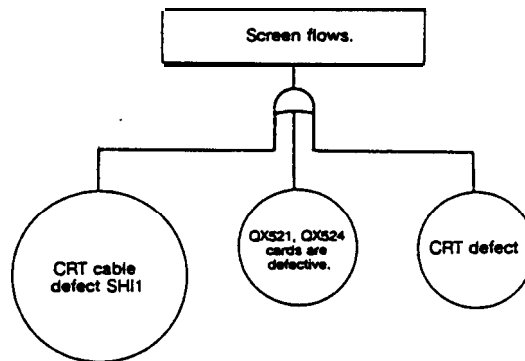 Screen flows.
CRT cable
defect SHI1
QX521, QX524
cards are
defective.
CRT defect